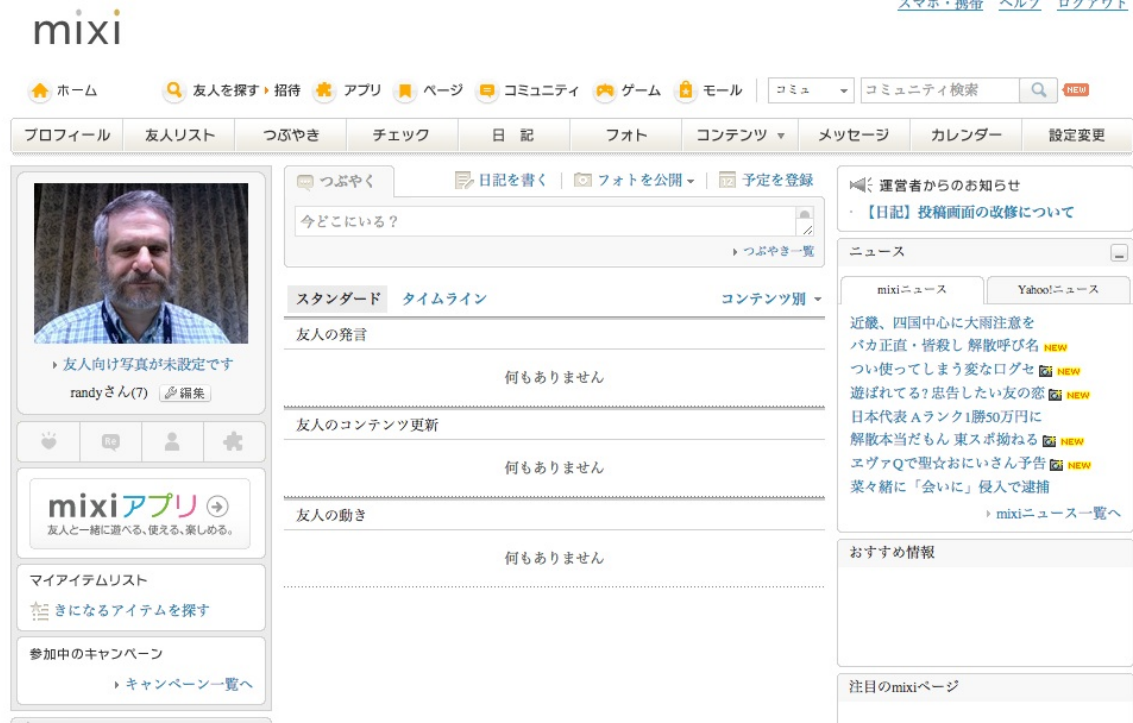 スマホ・携帯 ヘルプ ログアウト
mixi
ホーム 友人を探す 招待 アプリ ページ コミュニティ ゲーム モール コミュ コミュニティ検索 NEW
プロフィール 友人リスト つぶやき チェック 日 記 フォト コンテンツ メッセージ カレンダー 設定変更
つぶやく 日記を書く フォトを公開 12 予定を登録
今どこにいる?
つぶやき一覧
スタンダード タイムライン コンテンツ別
友人の発言
何もありません
友人のコンテンツ更新
何もありません
友人の動き
何もありません
友人向け写真が未設定です
randyさん(7) 編集
Re
mixiアプリ
友人と一緒に遊べる、使える、楽しめる。
マイアイテムリスト
きになるアイテムを探す
参加中のキャンペーン
キャンペーン一覧へ
運営者からのお知らせ
・【日記】投稿画面の改修について
ニュース
mixiニュース Yahoo!ニュース
近畿、四国中心に大雨注意を
バカ正直・皆殺し 解散呼び名 NEW
つい使ってしまう変な口グセ NEW
遊ばれてる? 忠告したい友の恋 NEW
日本代表 Aランク1勝50万円に
解散本当だもん 東スポ拗ねる NEW
ヱヴァQで聖☆おにいさん予告 NEW
菜々緒に「会いに」侵入で逮捕
mixiニュース一覧へ
おすすめ情報
注目のmixiページ